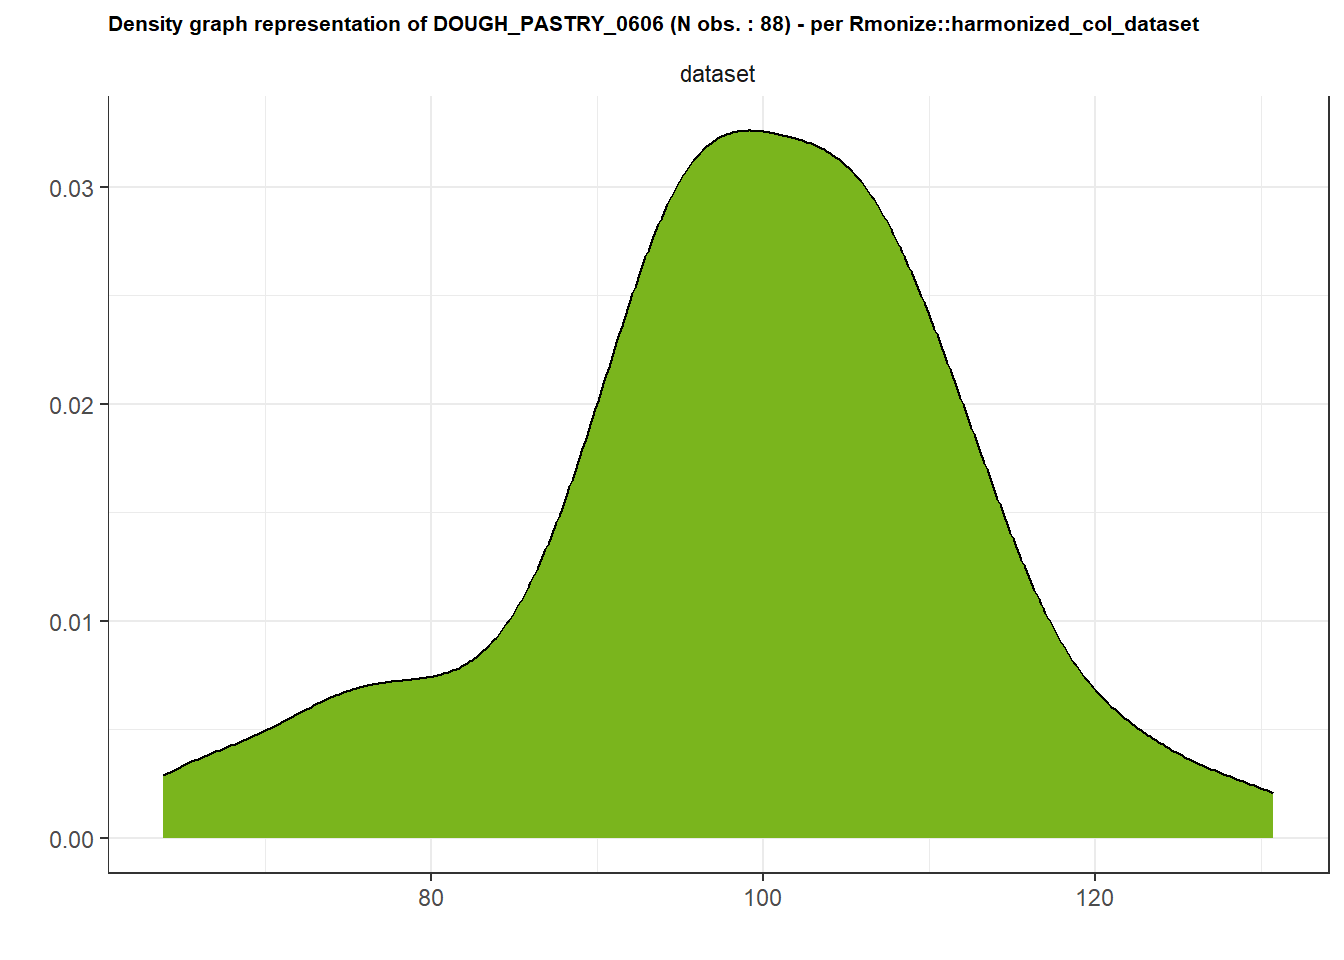 Density graph representation of DOUGH_PASTRY_0606 (N obs. : 88) - per Rmonize::harmonized_col_dataset
dataset
0.03
0.02
0.01
0.00
80 100 120